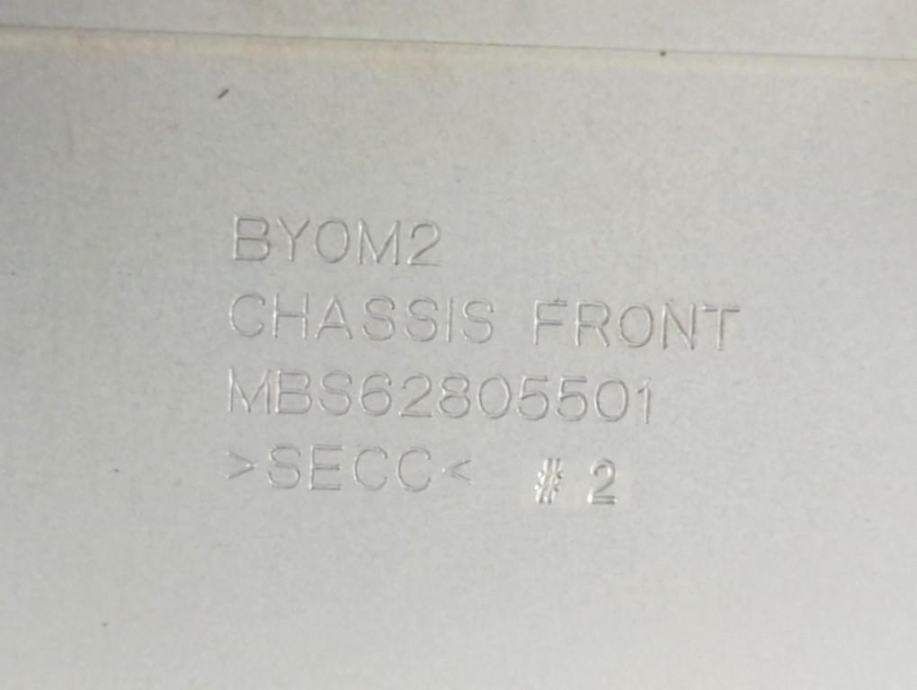 BYOM2
CHASSIS FRONT
MBS62805501
>SECC< # 2